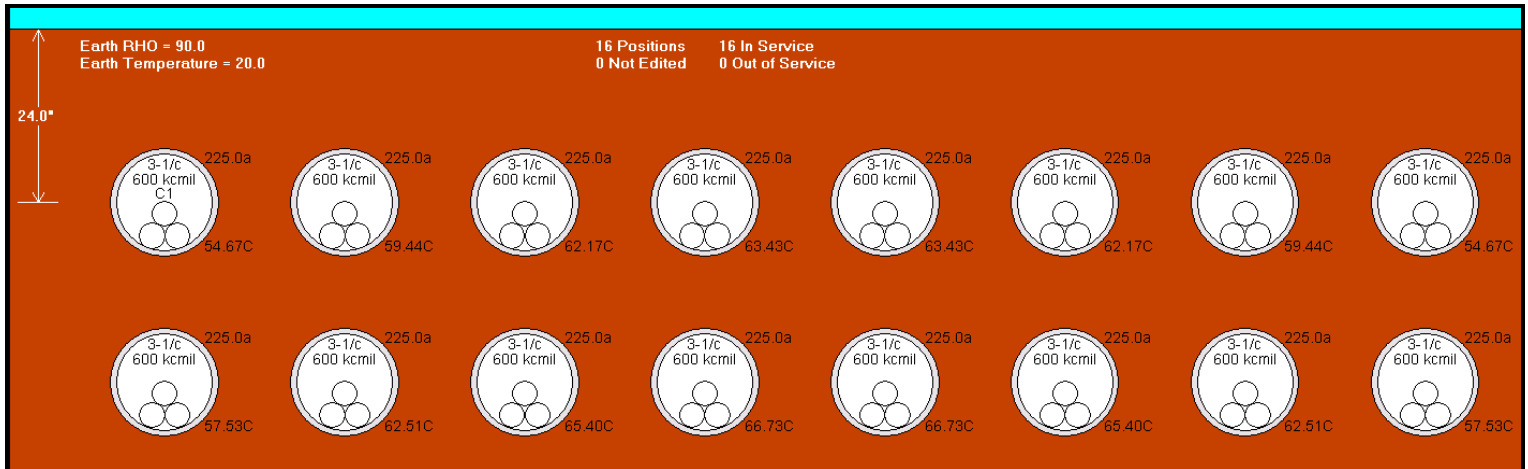 Earth RHO = 90.0 16 Positions 16 In Service
Earth Temperature = 20.0 0 Not Edited 0 Out of Service
24.0"
3-1/c 225.0a 3-1/c 225.0a 3-1/c 225.0a 3-1/c 225.0a 3-1/c 225.0a 3-1/c 225.0a 3-1/c 225.0a 3-1/c 225.0a
600 kcmil 600 kcmil 600 kcmil 600 kcmil 600 kcmil 600 kcmil 600 kcmil 600 kcmil
C1
54.67C 59.44C 62.17C 63.43C 63.43C 62.17C 59.44C 54.67C
3-1/c 225.0a 3-1/c 225.0a 3-1/c 225.0a 3-1/c 225.0a 3-1/c 225.0a 3-1/c 225.0a 3-1/c 225.0a 3-1/c 225.0a
600 kcmil 600 kcmil 600 kcmil 600 kcmil 600 kcmil 600 kcmil 600 kcmil 600 kcmil
57.53C 62.51C 65.40C 66.73C 66.73C 65.40C 62.51C 57.53C